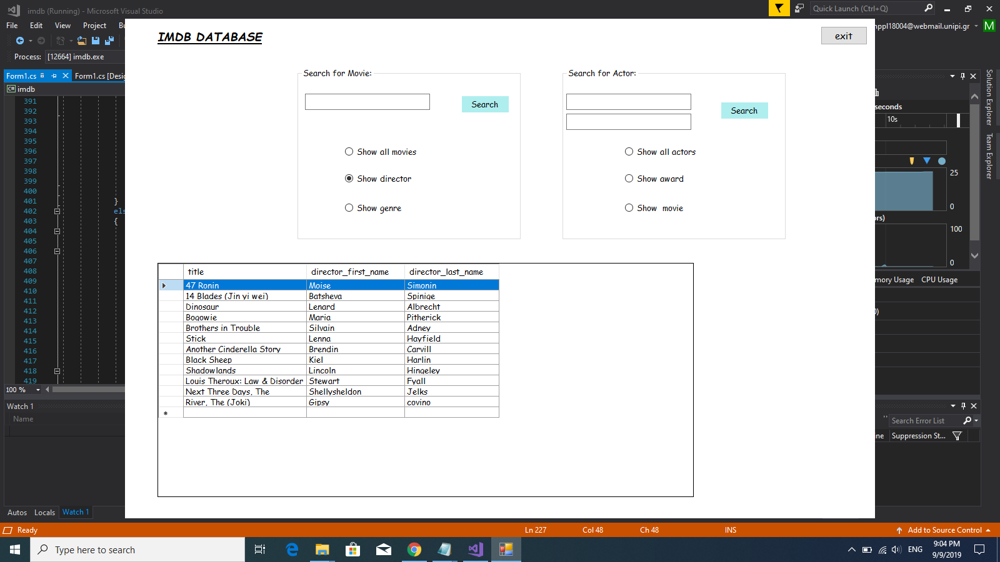 imdb (Running) - Microsoft Visual Studio
Quick Launch (Ctrl+Q)
File Edit View Project
IMDB DATABASE
exit
mppl18004@webmail.unipi.gr M
Process: [12664] imdb.exe
Form1.cs Form1.cs [Desig
C# imdb
Search for Movie:
Search
Show all movies
Show director
Show genre
Search for Actor:
Search
Show all actors
Show award
Show movie
Solution Explorer
Team Explorer
seconds
10s
25
0
100
0
mory Usage CPU Usage
391
392
393
394
395
396
397
398
399
400
401 }
402 els
403 {
404
405
406
407
408
409
410
411
412
413
414
415
416
417
418
419
100 %
title director_first_name director_last_name
47 Ronin Moise Simonin
14 Blades (Jin yi wei) Batsheva Spinige
Dinosaur Lenard Albrecht
Bogowie Maria Pitherick
Brothers in Trouble Silvain Adney
Stick Lenna Hayfield
Another Cinderella Story Brendin Carvill
Black Sheep Kiel Harlin
Shadowlands Lincoln Hingeley
Louis Theroux: Law & Disorder Stewart Fyall
Next Three Days, The Shellysheldon Jelks
River, The (Joki) Gipsy covino
Watch 1
Name
Search Error List
ine Suppression St...
Autos Locals Watch 1
Ready Ln 227 Col 48 Ch 48 INS Add to Source Control
Type here to search
ENG
9:04 PM
9/9/2019